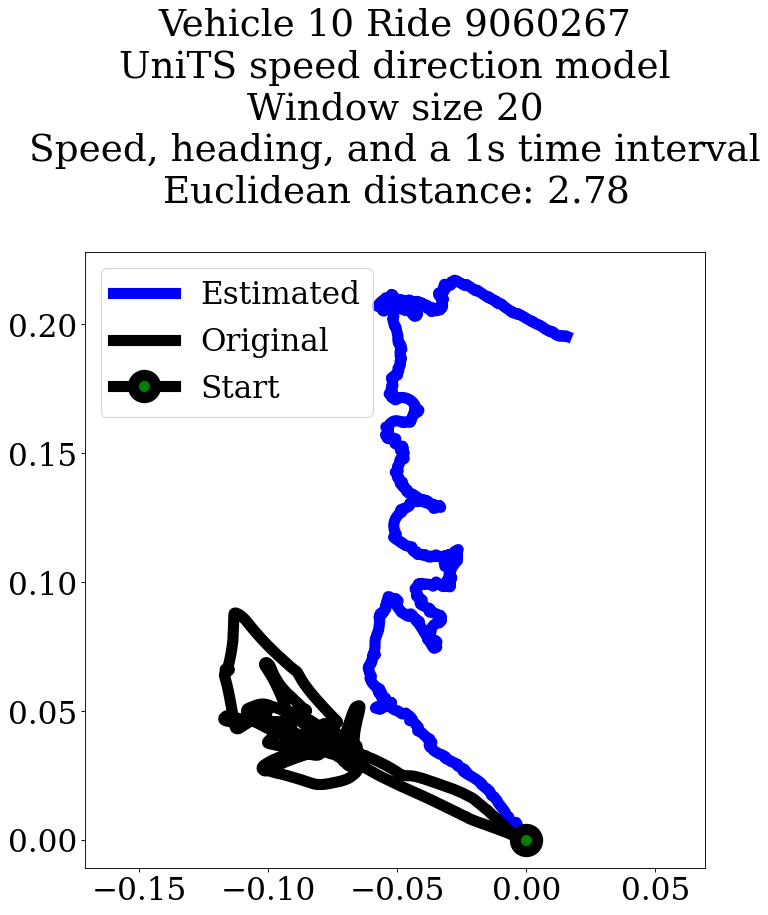 Vehicle 10 Ride 9060267
UniTS speed direction model
Window size 20
Speed, heading, and a 1s time interval
Euclidean distance: 2.78
Estimated
Original
Start
0.20
0.15
0.10
0.05
0.00
−0.15 −0.10 −0.05 0.00 0.05